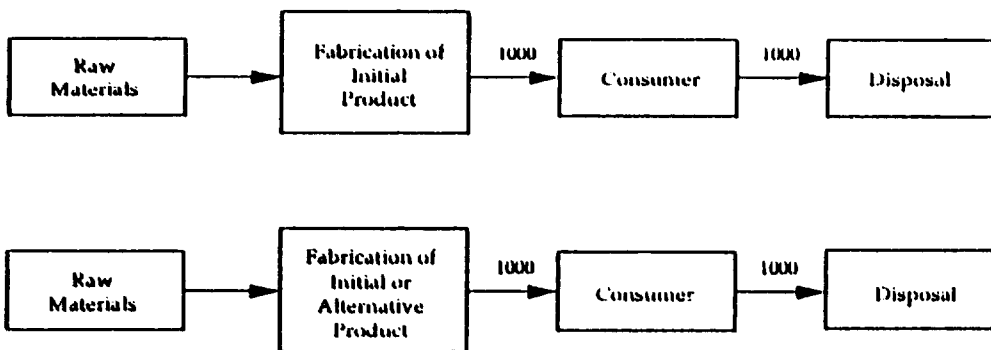 Raw
Materials
Fabrication of
Initial
Product
1000
Consumer
1000
Disposal
Raw
Materials
Fabrication of
Initial or
Alternative
Product
1000
Consumer
1000
Disposal